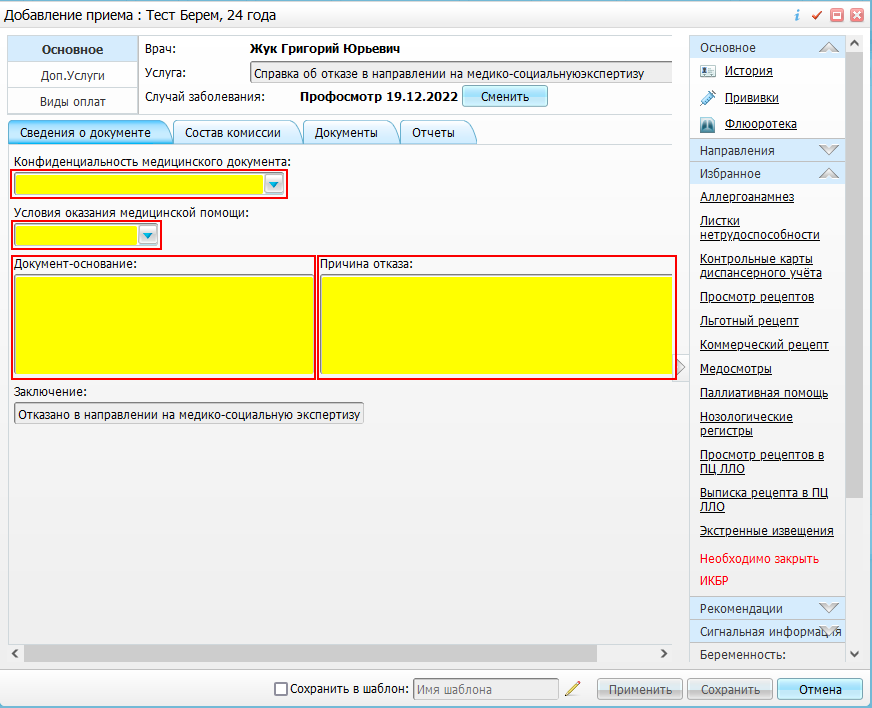 Добавление приема : Тест Берем, 24 года
Основное
Доп.Услуги
Виды оплат
Врач:
Жук Григорий Юрьевич
Услуга:
Справка об отказе в направлении на медико-социальнуюэкспертизу
Случай заболевания:
Профосмотр 19.12.2022
Сменить
Сведения о документе
Состав комиссии
Документы
Отчеты
Конфиденциальность медицинского документа:
Условия оказания медицинской помощи:
Документ-основание:
Причина отказа:
Заключение:
Отказано в направлении на медико-социальную экспертизу
Основное
История
Прививки
Флюоротека
Направления
Избранное
Аллергоанамнез
Листки
нетрудоспособности
Контрольные карты
диспансерного учёта
Просмотр рецептов
Льготный рецепт
Коммерческий рецепт
Медосмотры
Паллиативная помощь
Нозологические
регистры
Просмотр рецептов в
ПЦ ЛЛО
Выписка рецепта в ПЦ
ЛЛО
Экстренные извещения
Необходимо закрыть
ИКБР
Рекомендации
Сигнальная информация
Беременность:
Сохранить в шаблон:
Имя шаблона
Применить
Сохранить
Отмена